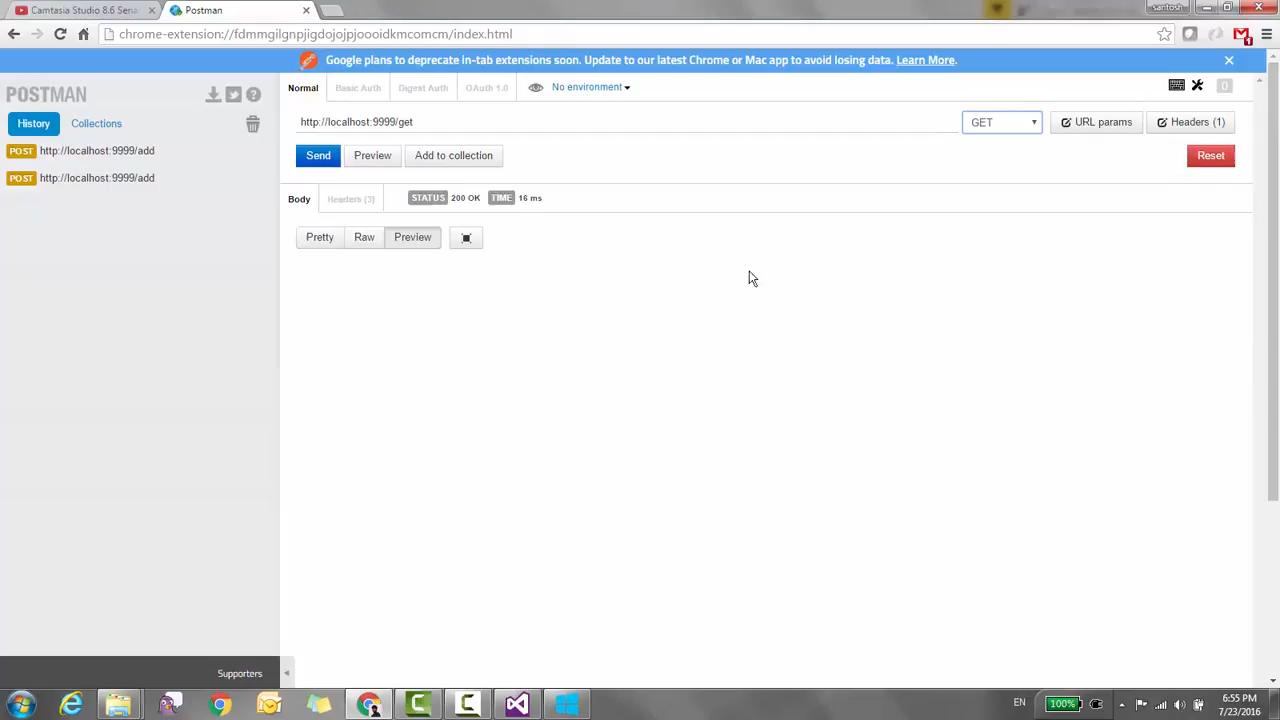 Camtasia Studio 8.6 Sena
Postman
santosh
chrome-extension://fdmmgilgnpjigdojojpjoooidkmcomcm/index.html
1
Google plans to deprecate in-tab extensions soon. Update to our latest Chrome or Mac app to avoid losing data. Learn More.
POSTMAN
Normal
Basic Auth
Digest Auth
OAuth 1.0
No environment
0
History
Collections
http://localhost:9999/get
GET
URL params
Headers (1)
POST http://localhost:9999/add
Send
Preview
Add to collection
Reset
POST http://localhost:9999/add
Body
Headers (3)
STATUS 200 OK
TIME 16 ms
Pretty
Raw
Preview
Supporters
EN
100%
6:55 PM
7/23/2016